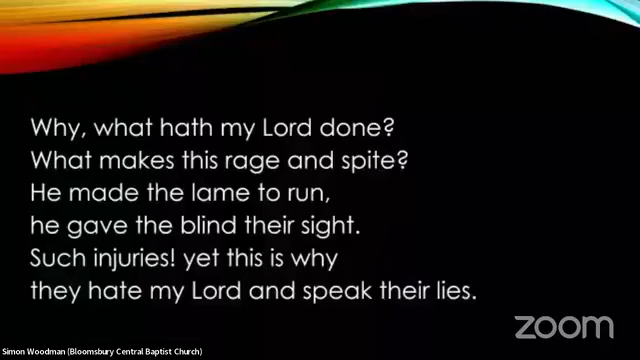 Why, what hath my Lord done?
What makes this rage and spite?
He made the lame to run,
he gave the blind their sight.
Such injuries! yet this is why
they hate my Lord and speak their lies.
zoom
Simon Woodman (Bloomsbury Central Baptist Church)